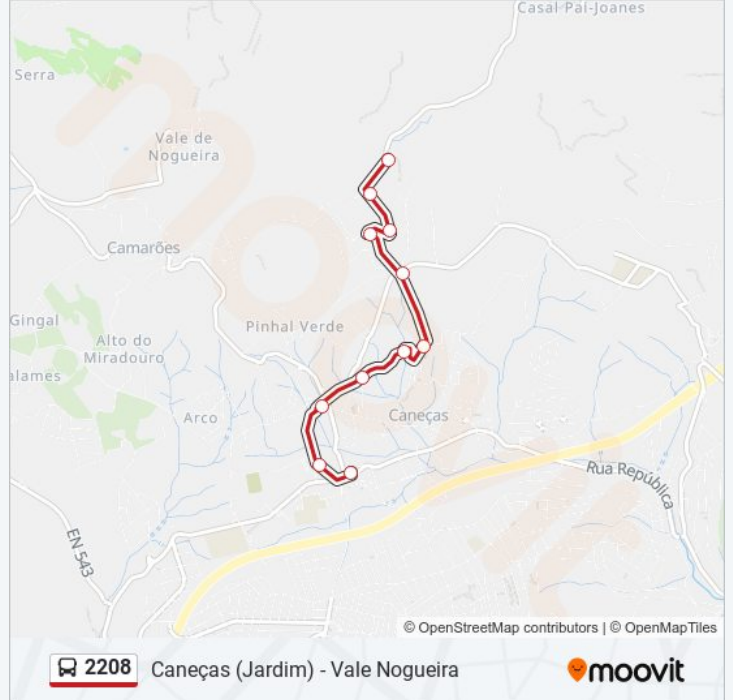 Casal Pai-Joanes
Serra
Vale de
Nogueira
Camarões
Gingal
Pinhal Verde
Alto do
Miradouro
alames
Arco
Caneças
Rua República
EN 543
© OpenStreetMap contributors | © OpenMapTiles
2208 Caneças (Jardim) - Vale Nogueira
moovit